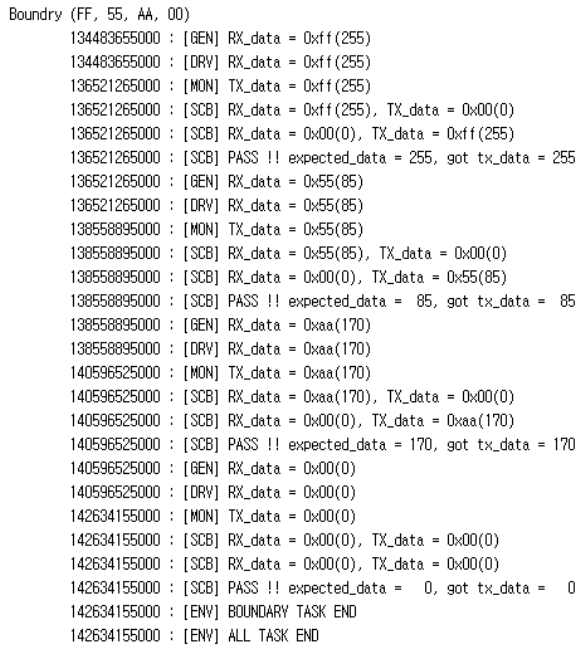 Boundry (FF, 55, AA, 00)
134483655000 : [GEN] RX_data = 0xff(255)
134483655000 : [DRV] RX_data = 0xff(255)
136521265000 : [MON] TX_data = 0xff(255)
136521265000 : [SCB] RX_data = 0xff(255), TX_data = 0x00(0)
136521265000 : [SCB] RX_data = 0x00(0), TX_data = 0xff(255)
136521265000 : [SCB] PASS !! expected_data = 255, got tx_data = 255
136521265000 : [GEN] RX_data = 0x55(85)
136521265000 : [DRV] RX_data = 0x55(85)
138558895000 : [MON] TX_data = 0x55(85)
138558895000 : [SCB] RX_data = 0x55(85), TX_data = 0x00(0)
138558895000 : [SCB] RX_data = 0x00(0), TX_data = 0x55(85)
138558895000 : [SCB] PASS !! expected_data =  85, got tx_data =  85
138558895000 : [GEN] RX_data = 0xaa(170)
138558895000 : [DRV] RX_data = 0xaa(170)
140596525000 : [MON] TX_data = 0xaa(170)
140596525000 : [SCB] RX_data = 0xaa(170), TX_data = 0x00(0)
140596525000 : [SCB] RX_data = 0x00(0), TX_data = 0xaa(170)
140596525000 : [SCB] PASS !! expected_data = 170, got tx_data = 170
140596525000 : [GEN] RX_data = 0x00(0)
140596525000 : [DRV] RX_data = 0x00(0)
142634155000 : [MON] TX_data = 0x00(0)
142634155000 : [SCB] RX_data = 0x00(0), TX_data = 0x00(0)
142634155000 : [SCB] RX_data = 0x00(0), TX_data = 0x00(0)
142634155000 : [SCB] PASS !! expected_data =   0, got tx_data =   0
142634155000 : [ENV] BOUNDARY TASK END
142634155000 : [ENV] ALL TASK END